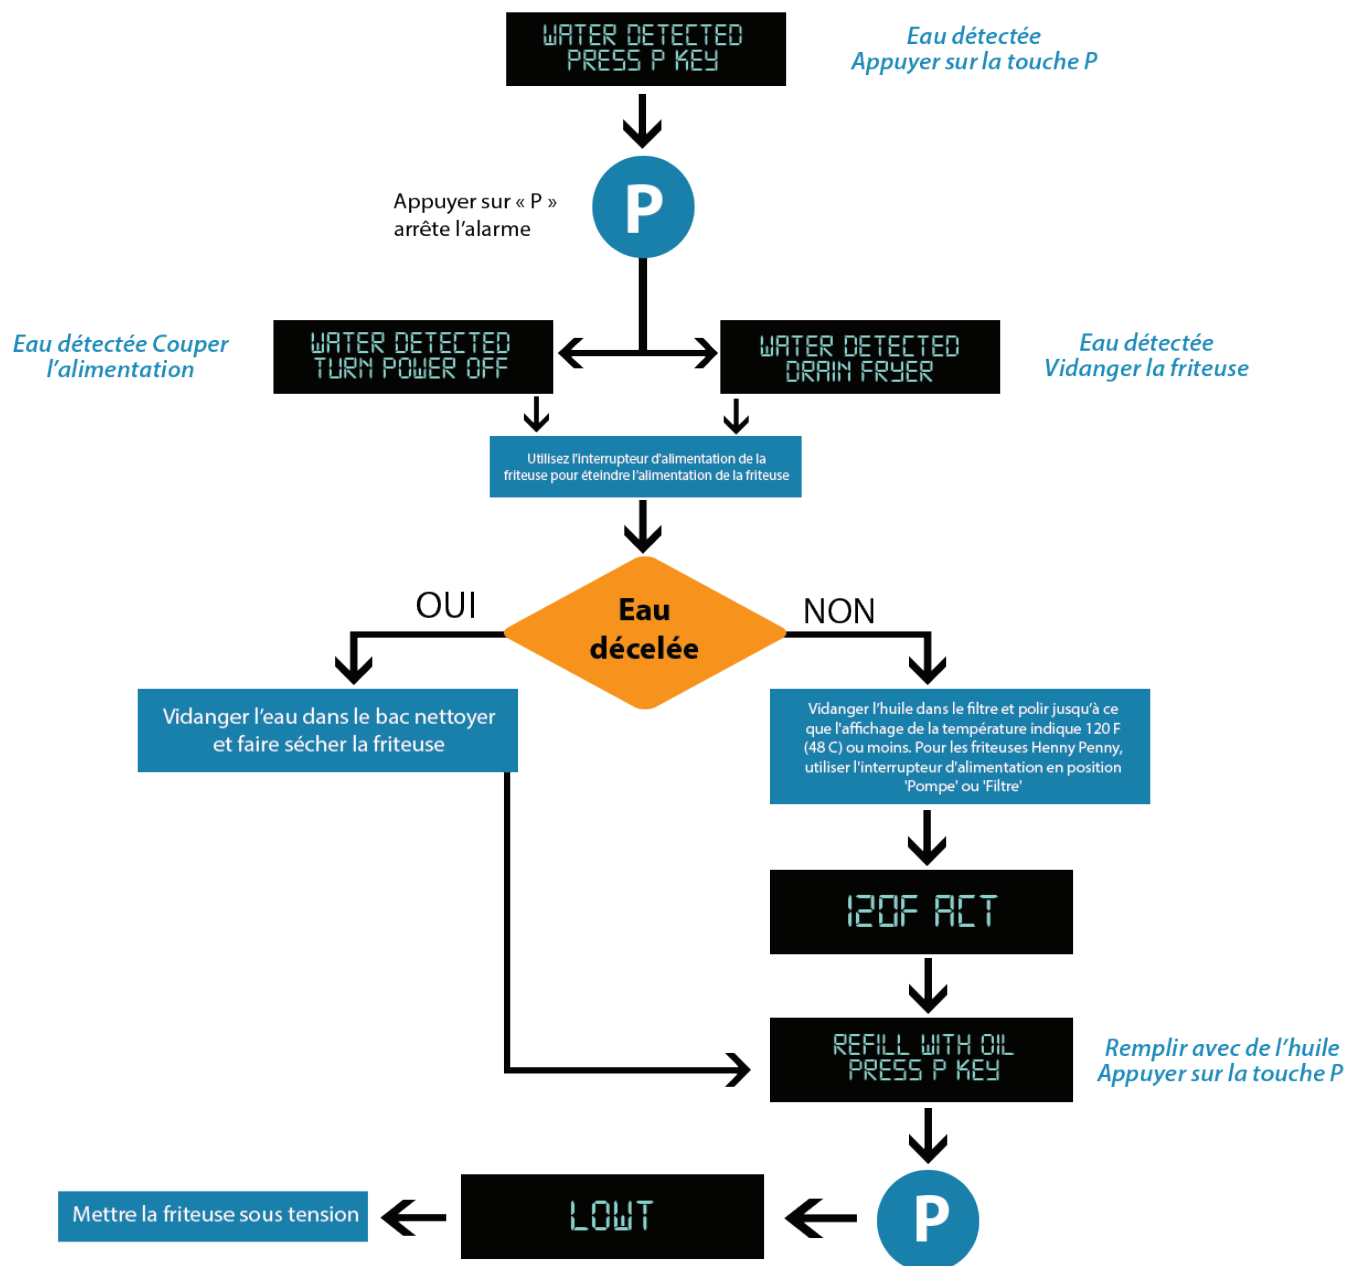 WATER DETECTED
PRESS P KEY
Eau détectée
Appuyer sur la touche P
Appuyer sur « P »
arrête l’alarme
P
Eau détectée Couper
l’alimentation
WATER DETECTED
TURN POWER OFF
WATER DETECTED
DRAIN FRYER
Eau détectée
Vidanger la friteuse
Utilisez l'interrupteur d'alimentation de la
friteuse pour éteindre l’alimentation de la friteuse
OUI
Eau
décelée
NON
Vidanger l’eau dans le bac nettoyer
et faire sécher la friteuse
Vidanger l’huile dans le filtre et polir jusqu’à ce
que l'affichage de la température indique 120 F
(48 C) ou moins. Pour les friteuses Henny Penny,
utiliser l'interrupteur d'alimentation en position
'Pompe' ou 'Filtre'
120F ACT
REFILL WITH OIL
PRESS P KEY
Remplir avec de l’huile
Appuyer sur la touche P
Mettre la friteuse sous tension
LOWT
P